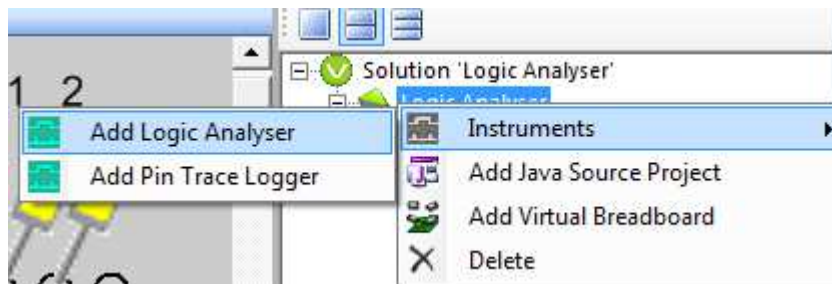 Solution 'Logic Analyser'
1 2
Logic Analyser
Add Logic Analyser
Add Pin Trace Logger
Instruments
Add Java Source Project
Add Virtual Breadboard
Delete